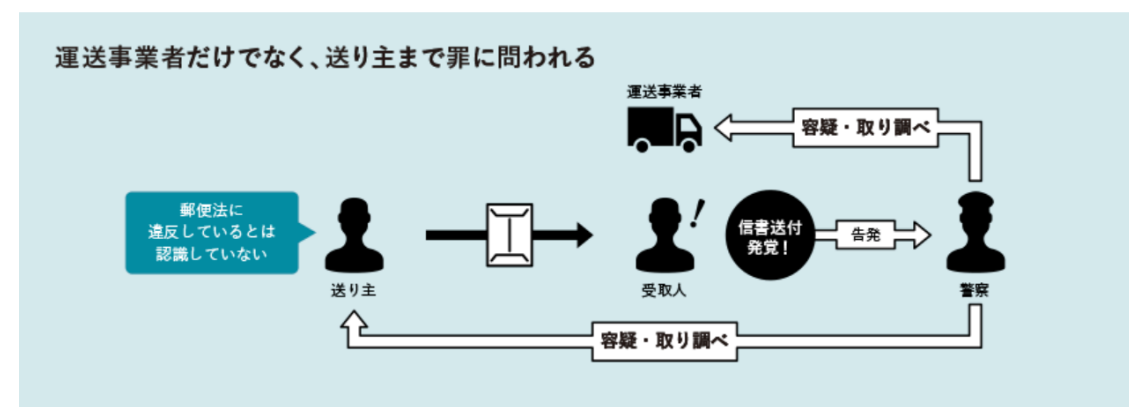 運送事業者だけでなく、送り主まで罪に問われる
運送事業者
容疑・取り調べ
郵便法に
違反しているとは
認識していない
信書送付
発覚！
告発
送り主
受取人
警察
容疑・取り調べ